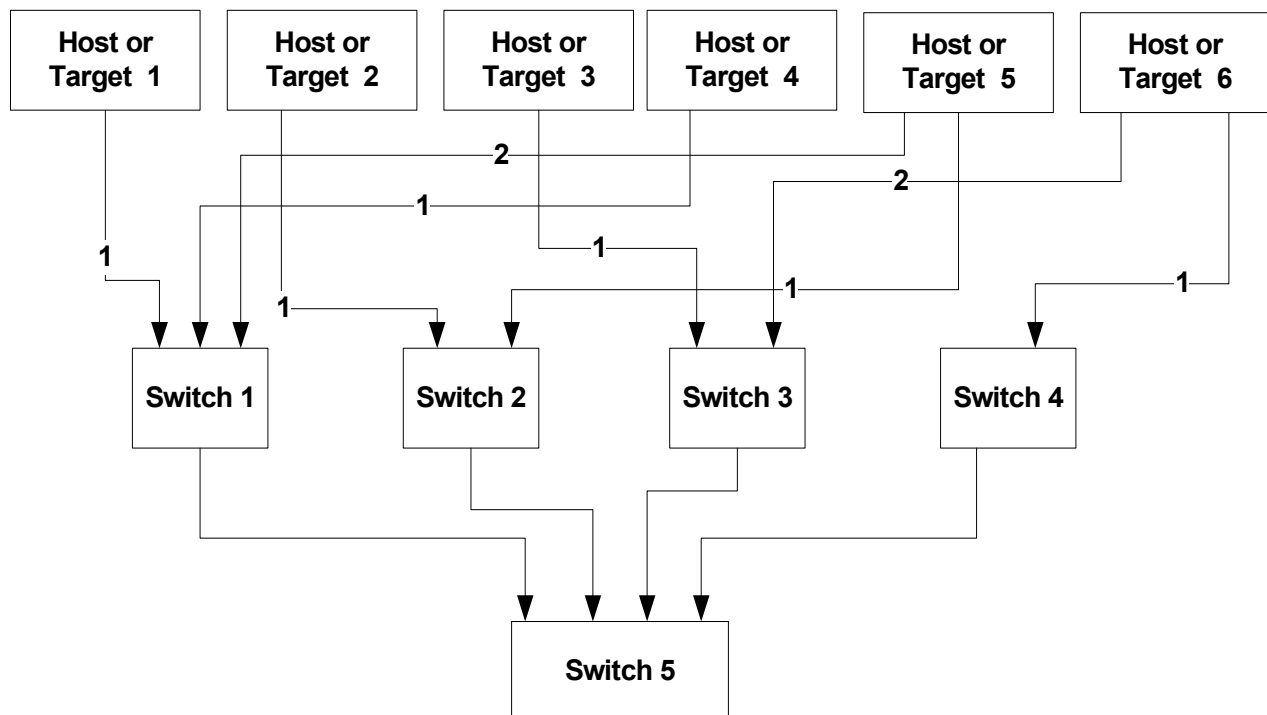 Host or
Target 1
Host or
Target 2
Host or
Target 3
Host or
Target 4
Host or
Target 5
Host or
Target 6
2
2
1
1
1
1
1
1
Switch 1
Switch 2
Switch 3
Switch 4
Switch 5